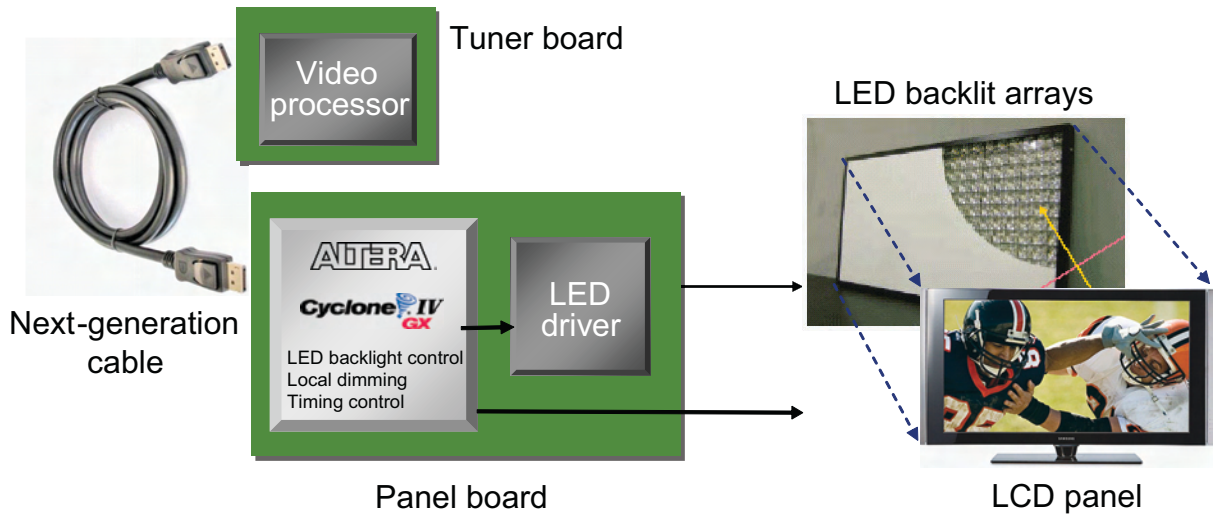 Tuner board
Video
processor
LED backlit arrays
ALTERA.
Cyclone IV
GX
LED
driver
Next-generation
cable
LED backlight control
Local dimming
Timing control
SAMSUNG
Panel board
LCD panel